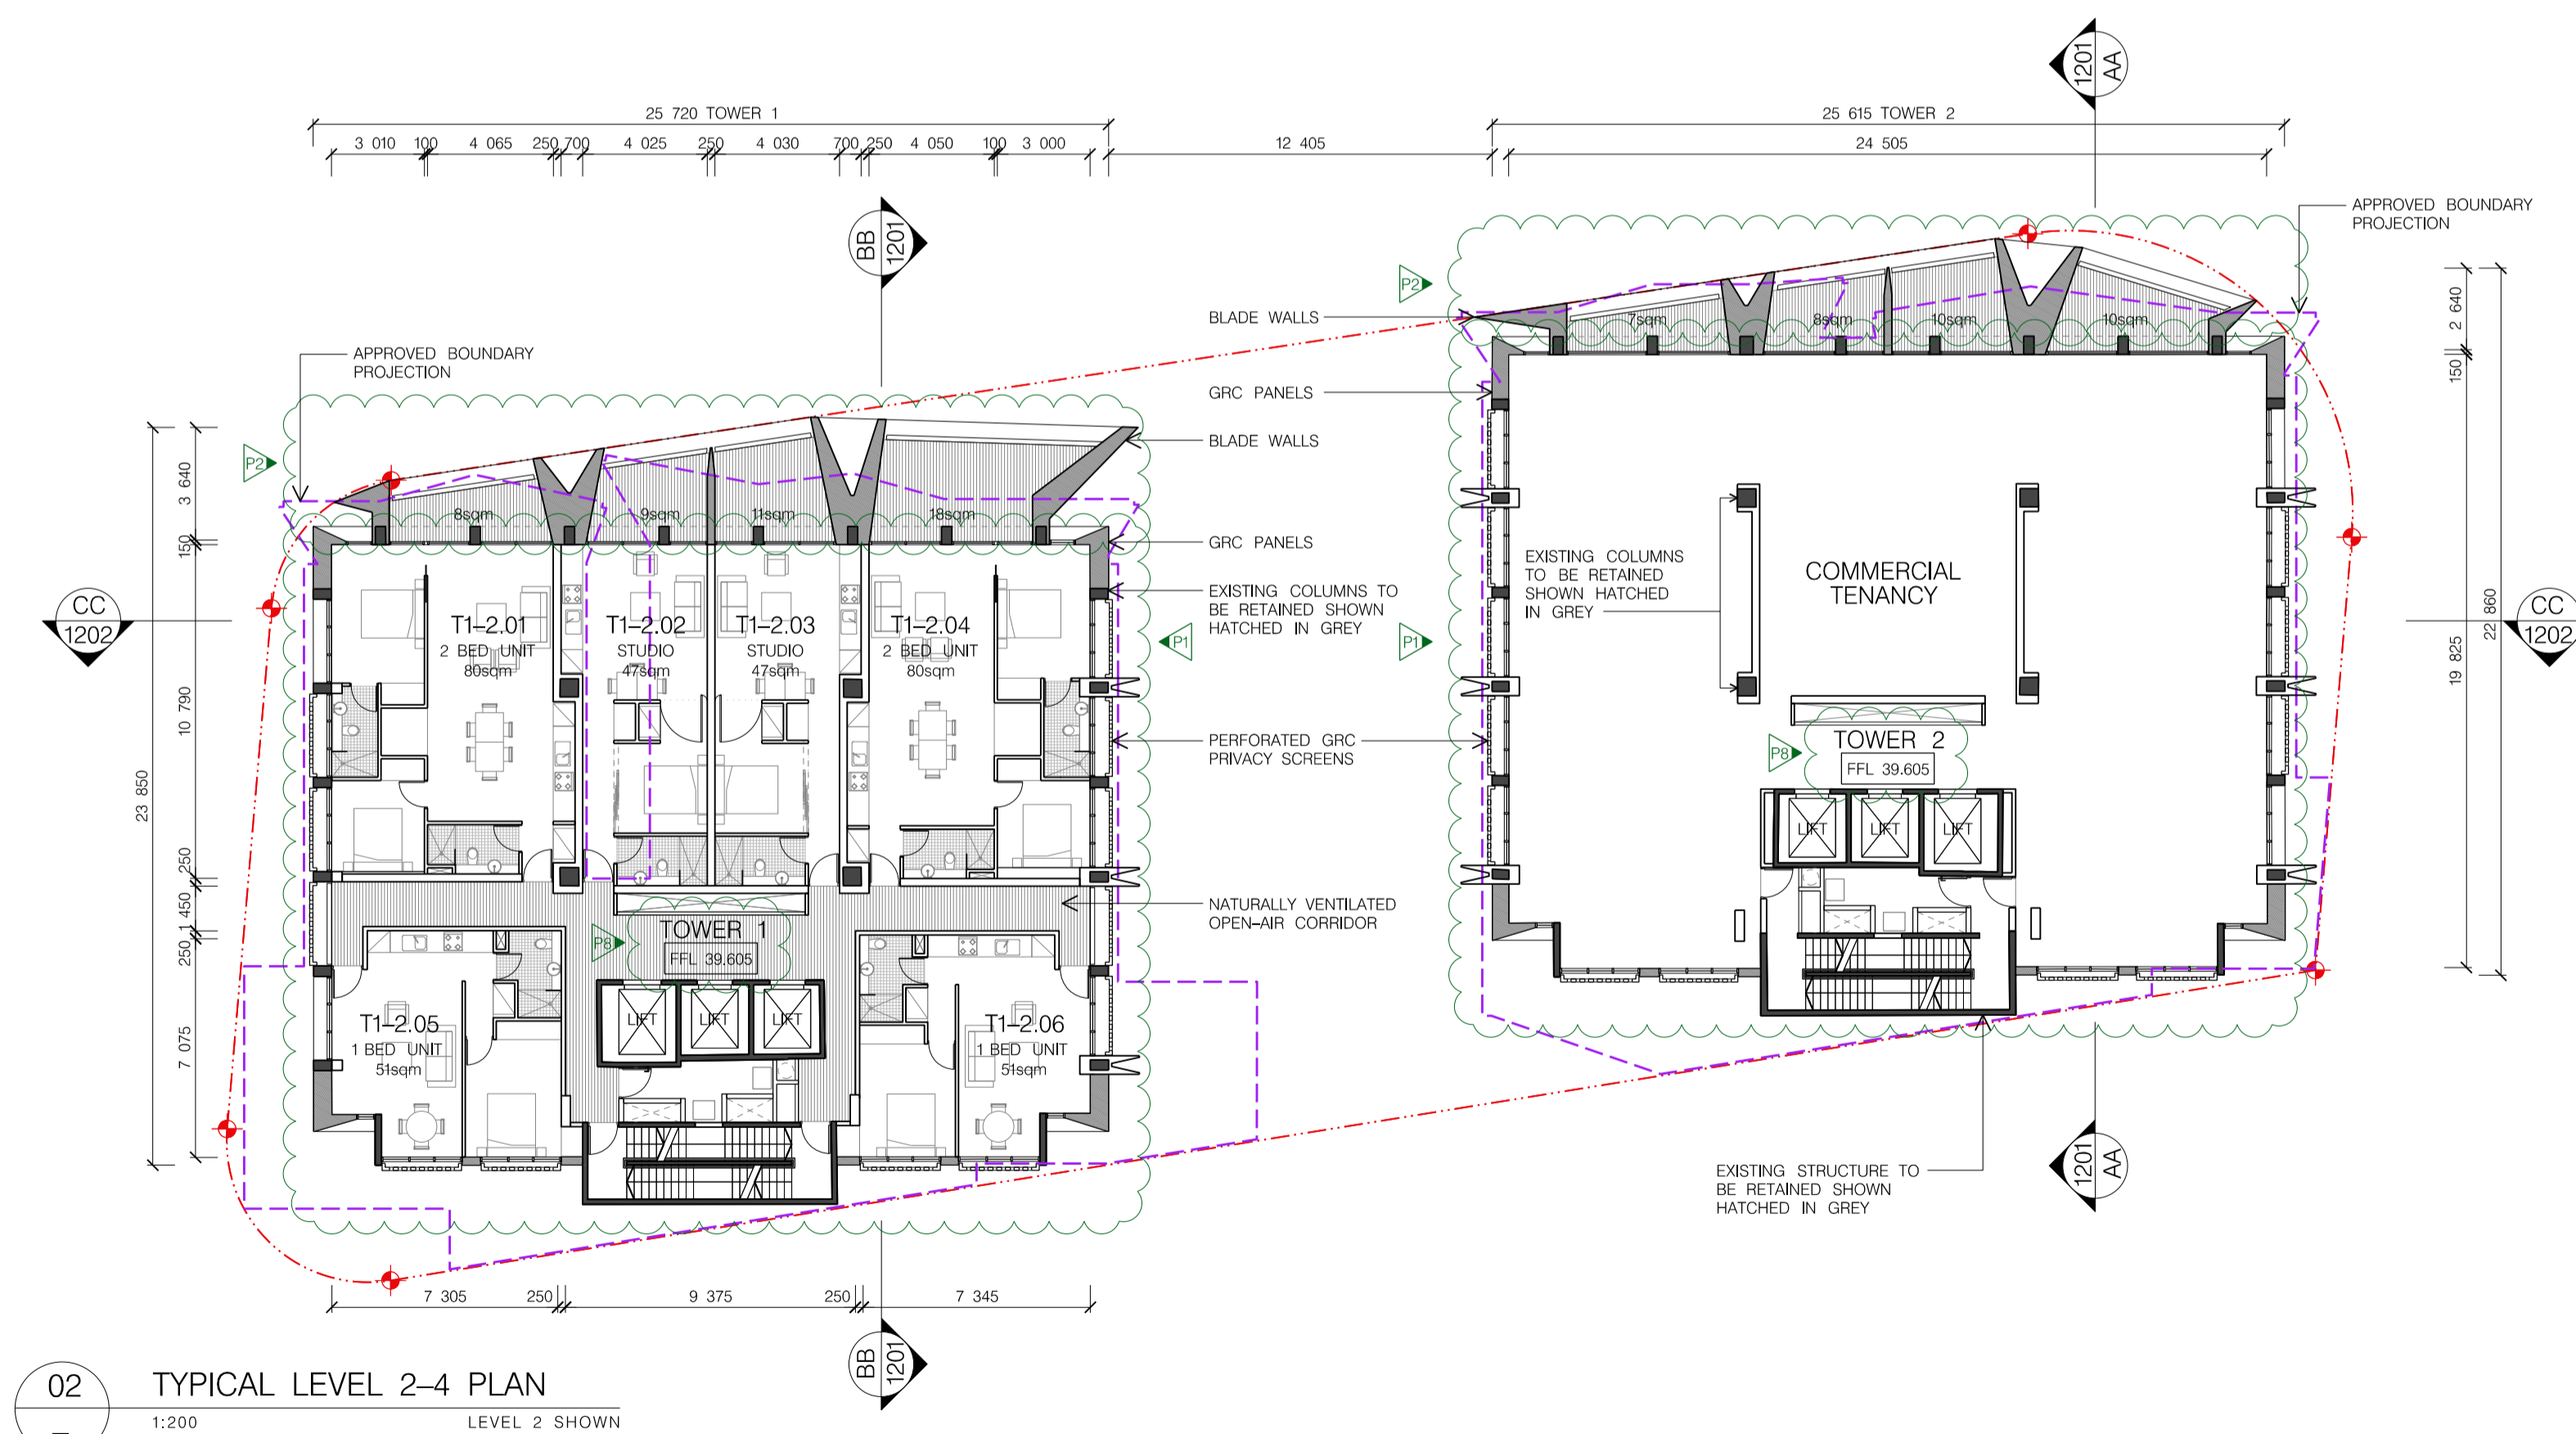 1201
AA
25 720 TOWER 1
25 615 TOWER 2
3 010
100
4 065
250
700
4 025
250
4 030
700
250
4 050
100
3 000
12 405
24 505
APPROVED BOUNDARY
PROJECTION
BB
1201
P2
BLADE WALLS
7sqm
8sqm
10sqm
10sqm
2 640
150
APPROVED BOUNDARY
PROJECTION
GRC PANELS
P2
BLADE WALLS
3 640
150
8sqm
9sqm
11sqm
18sqm
GRC PANELS
EXISTING COLUMNS TO
BE RETAINED SHOWN
HATCHED IN GREY
EXISTING COLUMNS
TO BE RETAINED
SHOWN HATCHED
IN GREY
COMMERCIAL
TENANCY
CC
1202
CC
1202
T1-2.01
2 BED UNIT
80sqm
T1-2.02
STUDIO
47sqm
T1-2.03
STUDIO
47sqm
T1-2.04
2 BED UNIT
80sqm
P1
P1
22 860
19 825
10 790
23 850
PERFORATED GRC
PRIVACY SCREENS
P8
TOWER 2
FFL 39.605
LIFT
LIFT
LIFT
250
1 450
250
NATURALLY VENTILATED
OPEN-AIR CORRIDOR
P8
TOWER 1
FFL 39.605
LIFT
LIFT
LIFT
T1-2.05
1 BED UNIT
51sqm
T1-2.06
1 BED UNIT
51sqm
7 075
EXISTING STRUCTURE TO
BE RETAINED SHOWN
HATCHED IN GREY
1201
AA
7 305
250
9 375
250
7 345
BB
1201
02
TYPICAL LEVEL 2-4 PLAN
1:200
LEVEL 2 SHOWN